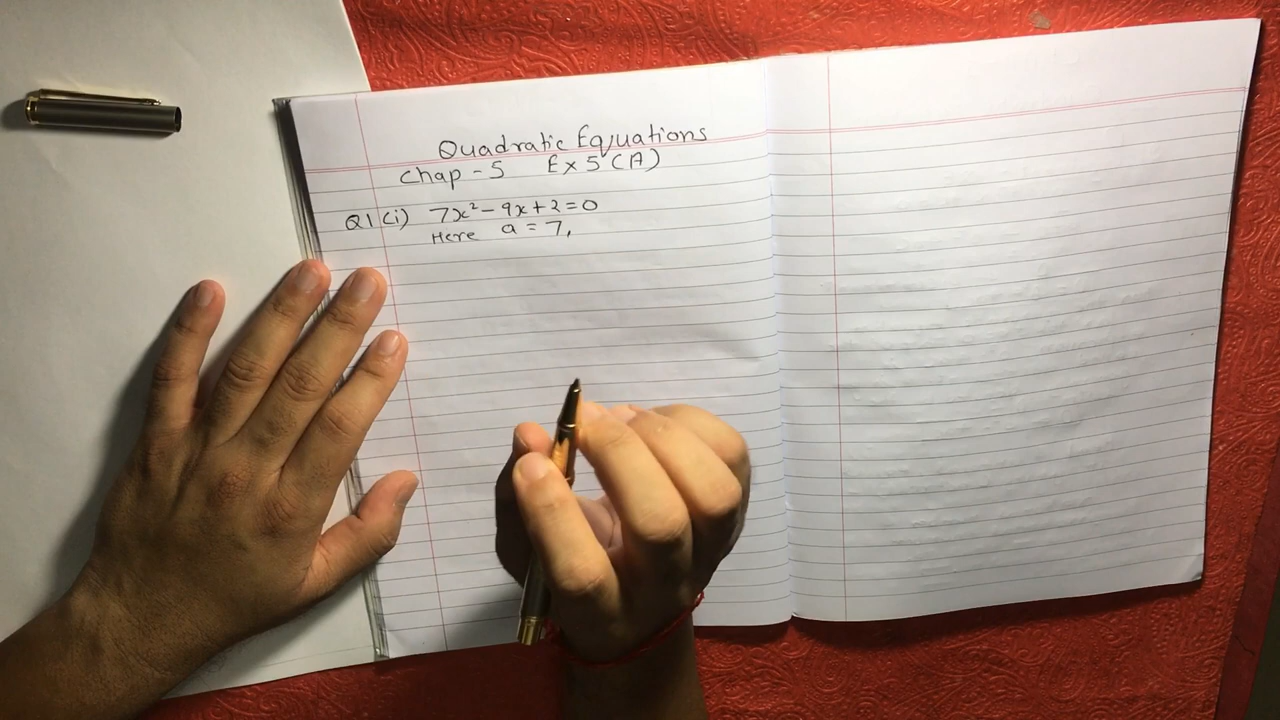 Quadratic Equations
Chap - 5 Ex 5 (A)
Q1 (i) 7x² - 9x + 2 = 0
Here a = 7,